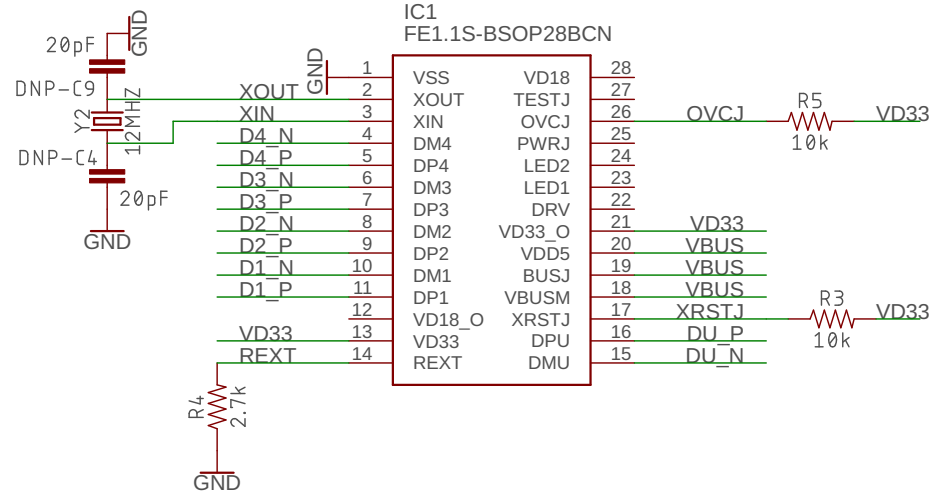 IC1
FE1.1S-BSOP28BCN
GND
20pF
DNP-C9
Y2
12MHZ
DNP-C4
20pF
GND
GND
1 VSS VD18 28
XOUT 2 XOUT TESTJ 27
XIN 3 XIN OVCJ 26 OVCJ R5 10k VD33
D4_N 4 DM4 PWRJ 25
D4_P 5 DP4 LED2 24
D3_N 6 DM3 LED1 23
D3_P 7 DP3 DRV 22
D2_N 8 DM2 VD33_O 21 VD33
D2_P 9 DP2 VDD5 20 VBUS
D1_N 10 DM1 BUSJ 19 VBUS
D1_P 11 DP1 VBUSM 18 VBUS
12 VD18_O XRSTJ 17 XRSTJ R3 10k VD33
VD33 13 VD33 DPU 16 DU_P
REXT 14 REXT DMU 15 DU_N
R4
2.7k
GND